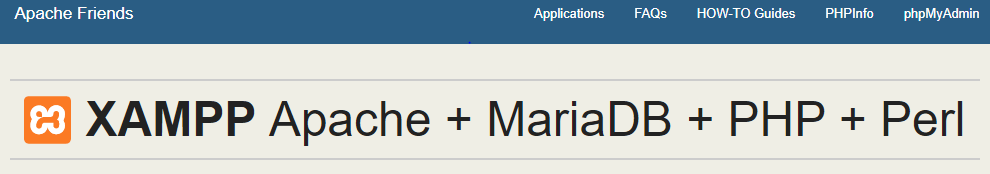 Apache Friends Applications FAQs HOW-TO Guides PHPInfo phpMyAdmin
XAMPP Apache + MariaDB + PHP + Perl